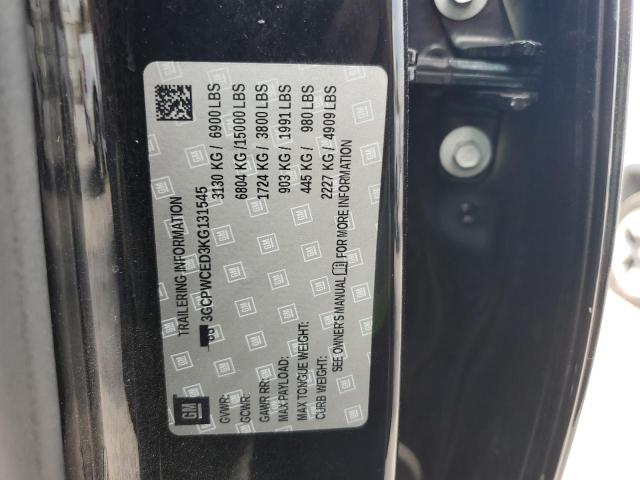 GM
TRAILERING INFORMATION
3GCPWCED3KG131545
GVWR: 3130 KG / 6900 LBS
GCWR: 6804 KG / 15000 LBS
GAWR RR: 1724 KG / 3800 LBS
MAX PAYLOAD: 903 KG / 1991 LBS
MAX TONGUE WEIGHT: 445 KG / 980 LBS
CURB WEIGHT: 2227 KG / 4909 LBS
SEE OWNER'S MANUAL FOR MORE INFORMATION